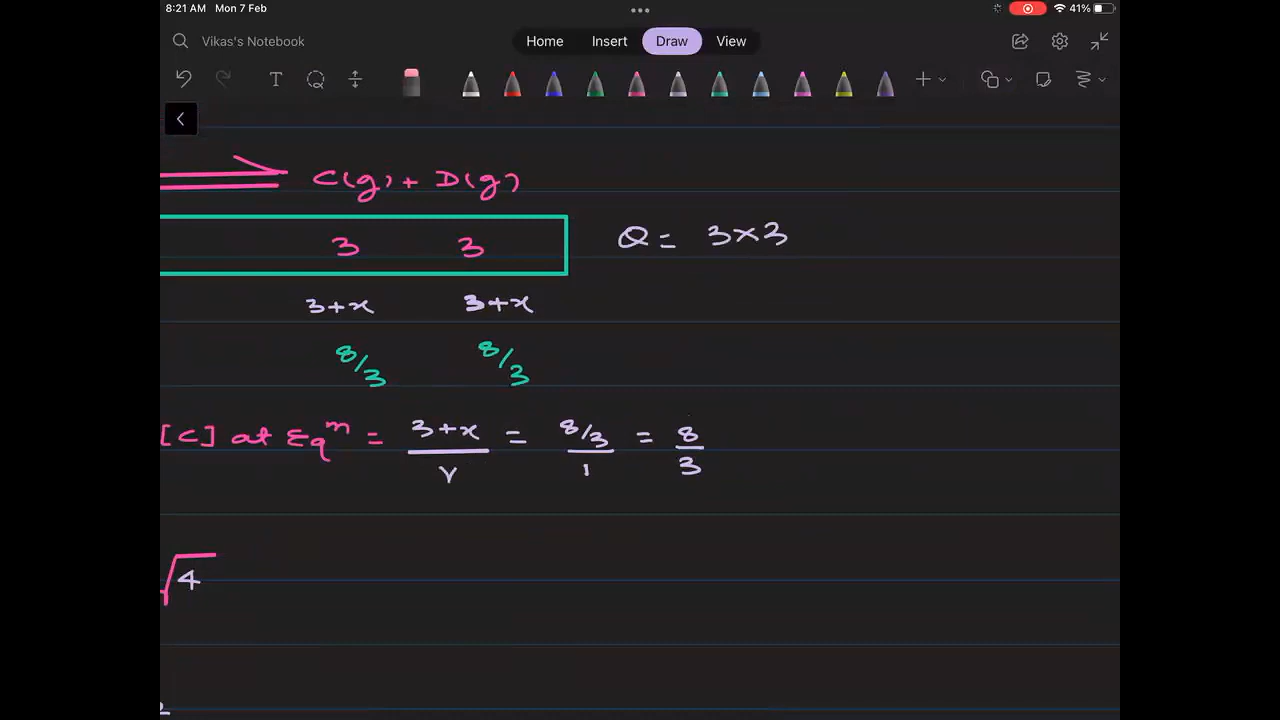 8:21 AM Mon 7 Feb
41%
Vikas's Notebook
Home Insert Draw View
C(g) + D(g)
3 3
Q = 3×3
3+x 3+x
8/3 8/3
[C] at Eqᵐ = 3+x/V = 8/3/1 = 8/3
√4